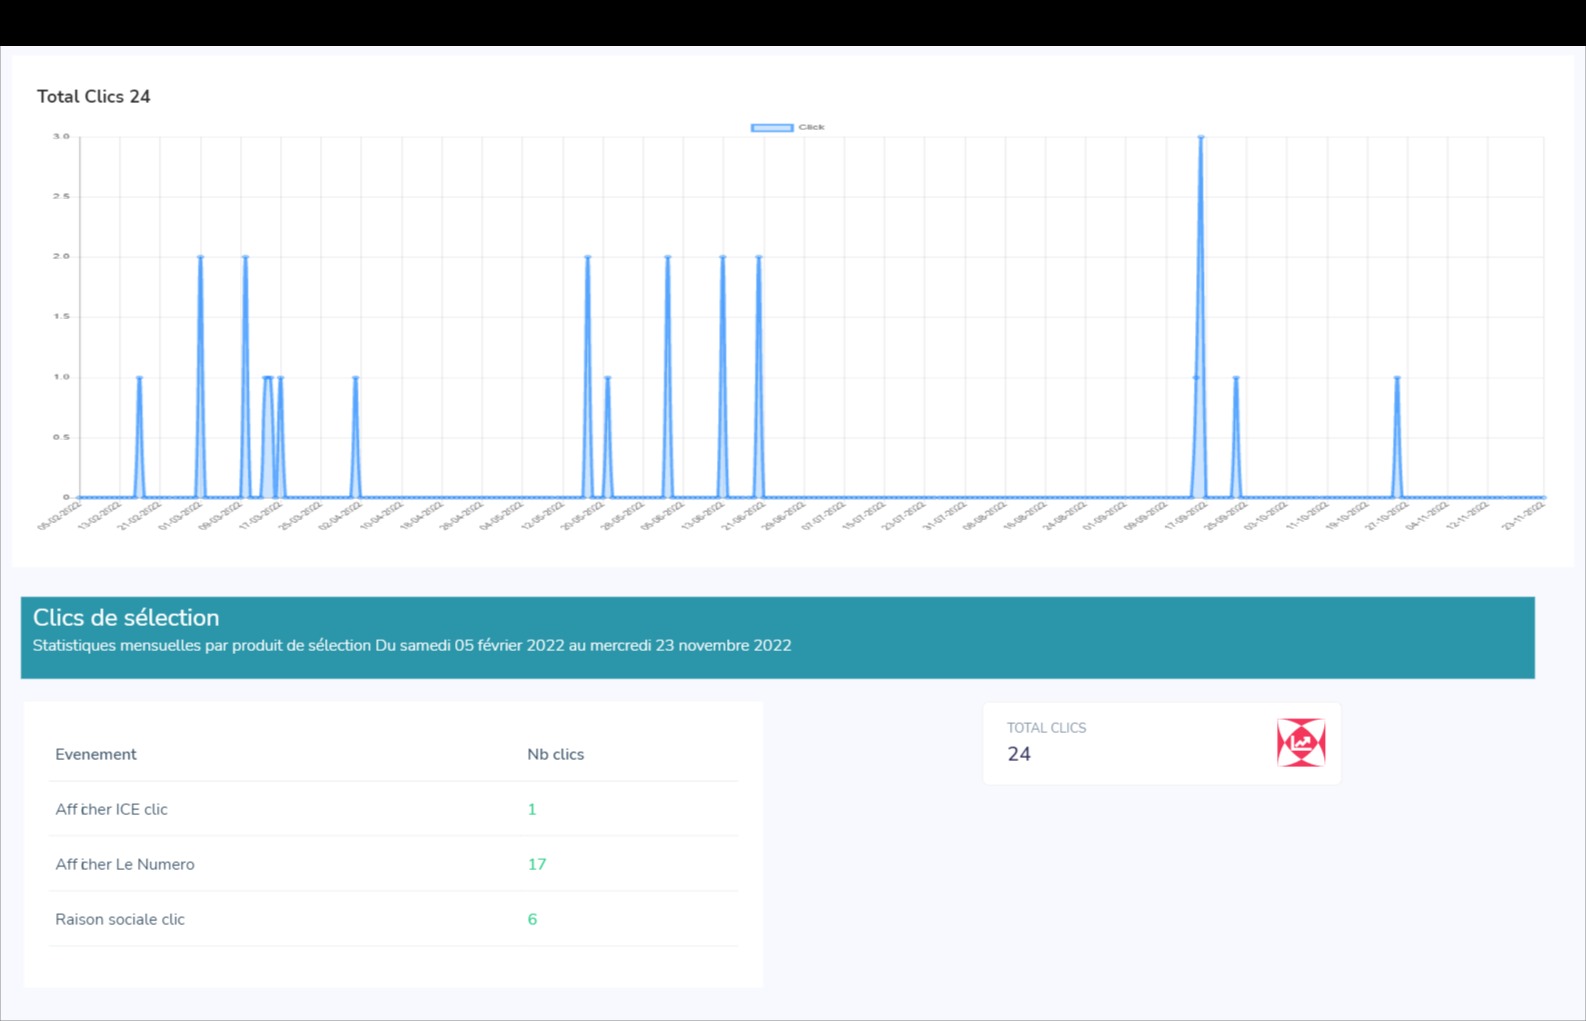 Total Clics 24
Click
3.0
2.5
2.0
1.5
1.0
0.5
0
05-02-2022 13-02-2022 21-02-2022 01-03-2022 09-03-2022 17-03-2022 25-03-2022 02-04-2022 10-04-2022 18-04-2022 26-04-2022 04-05-2022 12-05-2022 20-05-2022 28-05-2022 05-06-2022 13-06-2022 21-06-2022 29-06-2022 07-07-2022 15-07-2022 23-07-2022 31-07-2022 08-08-2022 16-08-2022 24-08-2022 01-09-2022 09-09-2022 17-09-2022 25-09-2022 03-10-2022 11-10-2022 19-10-2022 27-10-2022 04-11-2022 12-11-2022 23-11-2022
Clics de sélection
Statistiques mensuelles par produit de sélection Du samedi 05 février 2022 au mercredi 23 novembre 2022
Evenement Nb clics
Afficher ICE clic 1
Afficher Le Numero 17
Raison sociale clic 6
TOTAL CLICS
24